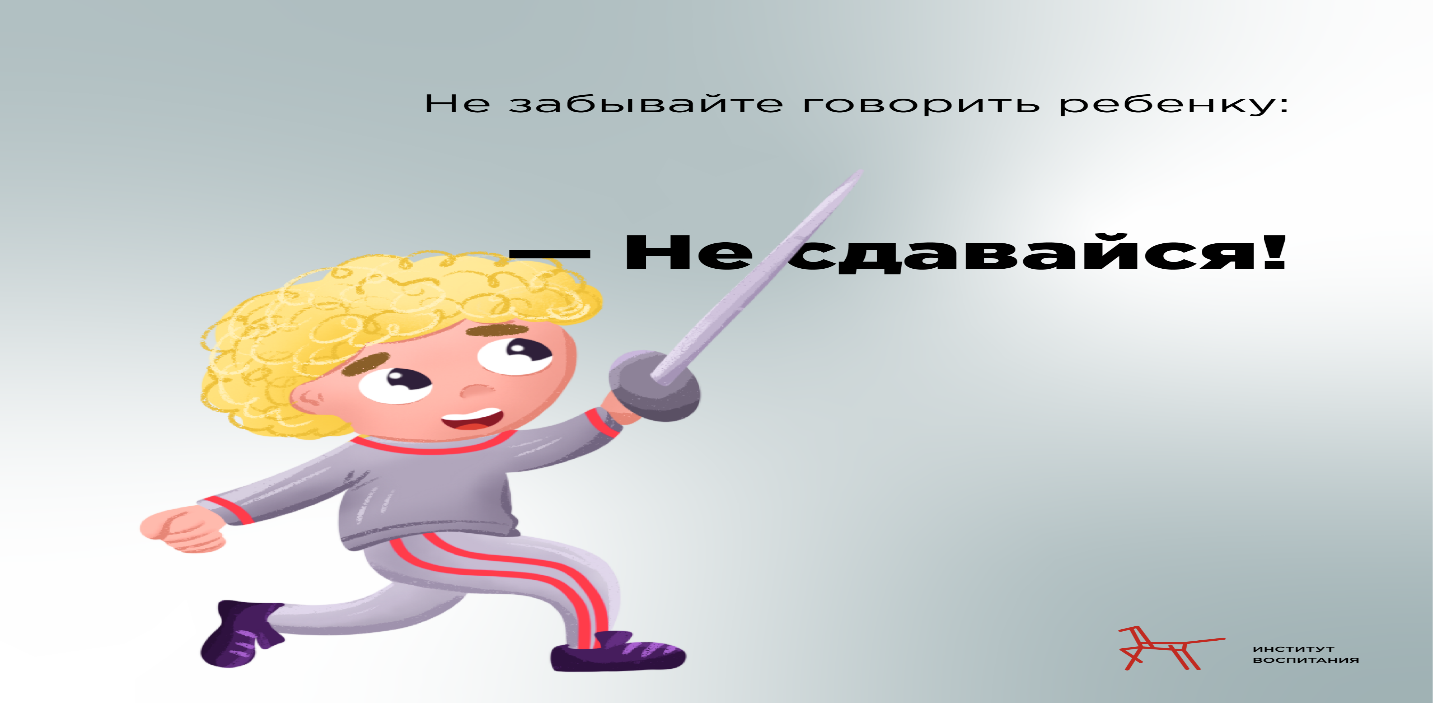 Не забывайте говорить ребенку:
— Не сдавайся!
ИНСТИТУТ
ВОСПИТАНИЯ